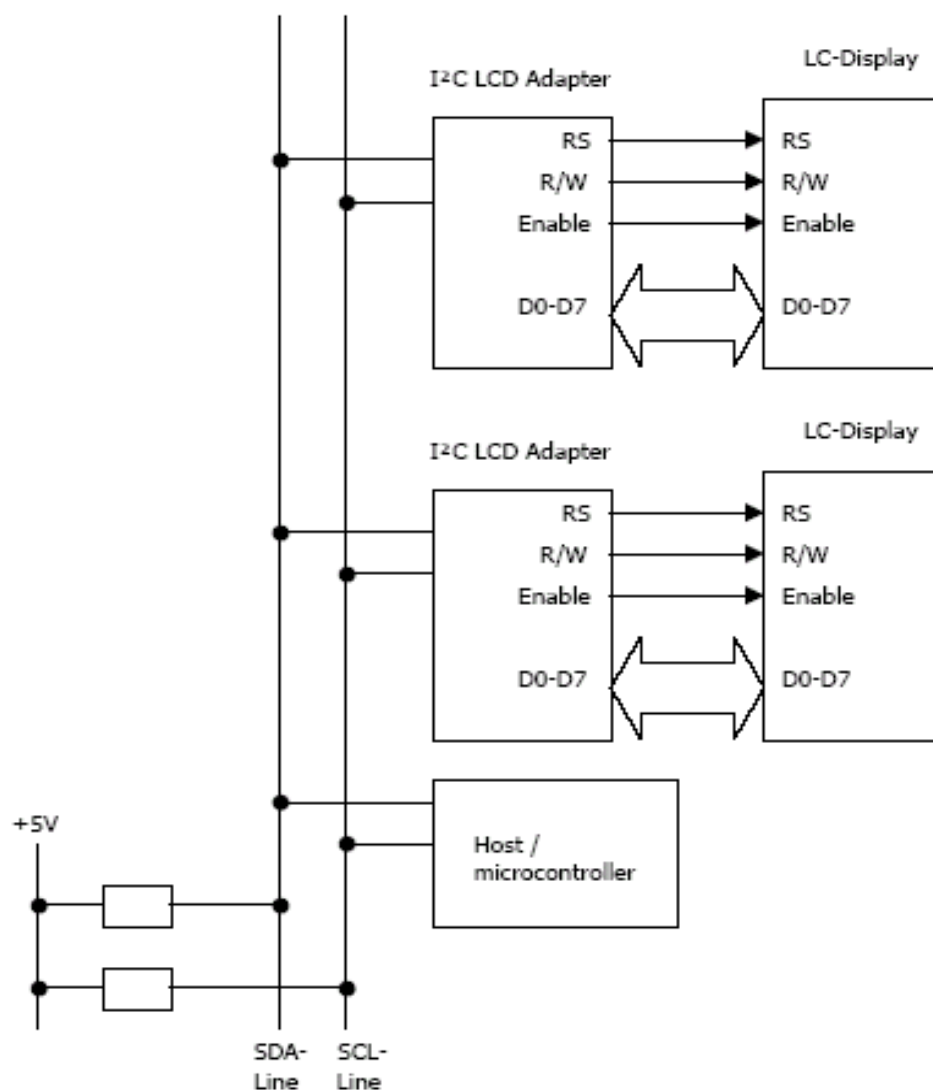 LC-Display
I²C LCD Adapter
RS
RS
R/W
R/W
Enable
Enable
D0-D7
D0-D7
LC-Display
I²C LCD Adapter
RS
RS
R/W
R/W
Enable
Enable
D0-D7
D0-D7
+5V
Host /
microcontroller
SDA-
Line
SCL-
Line